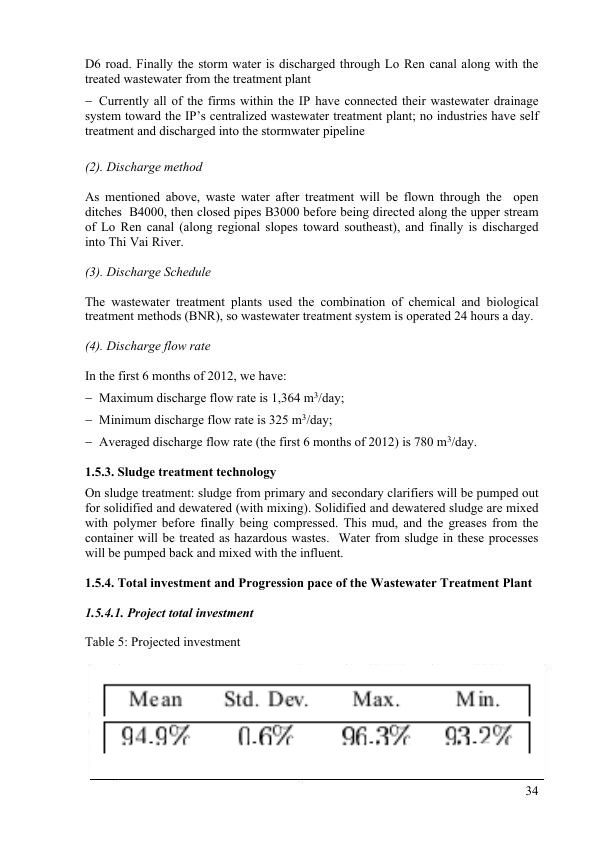 D6 road. Finally the storm water is discharged through Lo Ren canal along with the
treated wastewater from the treatment plant
− Currently all of the firms within the IP have connected their wastewater drainage
system toward the IP’s centralized wastewater treatment plant; no industries have self
treatment and discharged into the stormwater pipeline
(2). Discharge method
As mentioned above, waste water after treatment will be flown through the open
ditches B4000, then closed pipes B3000 before being directed along the upper stream
of Lo Ren canal (along regional slopes toward southeast), and finally is discharged
into Thi Vai River.
(3). Discharge Schedule
The wastewater treatment plants used the combination of chemical and biological
treatment methods (BNR), so wastewater treatment system is operated 24 hours a day.
(4). Discharge flow rate
In the first 6 months of 2012, we have:
− Maximum discharge flow rate is 1,364 m³/day;
− Minimum discharge flow rate is 325 m³/day;
− Averaged discharge flow rate (the first 6 months of 2012) is 780 m³/day.
1.5.3. Sludge treatment technology
On sludge treatment: sludge from primary and secondary clarifiers will be pumped out
for solidified and dewatered (with mixing). Solidified and dewatered sludge are mixed
with polymer before finally being compressed. This mud, and the greases from the
container will be treated as hazardous wastes. Water from sludge in these processes
will be pumped back and mixed with the influent.
1.5.4. Total investment and Progression pace of the Wastewater Treatment Plant
1.5.4.1. Project total investment
Table 5: Projected investment
Mean Std. Dev. Max. Min.
94.9% 0.6% 96.3% 93.2%
34